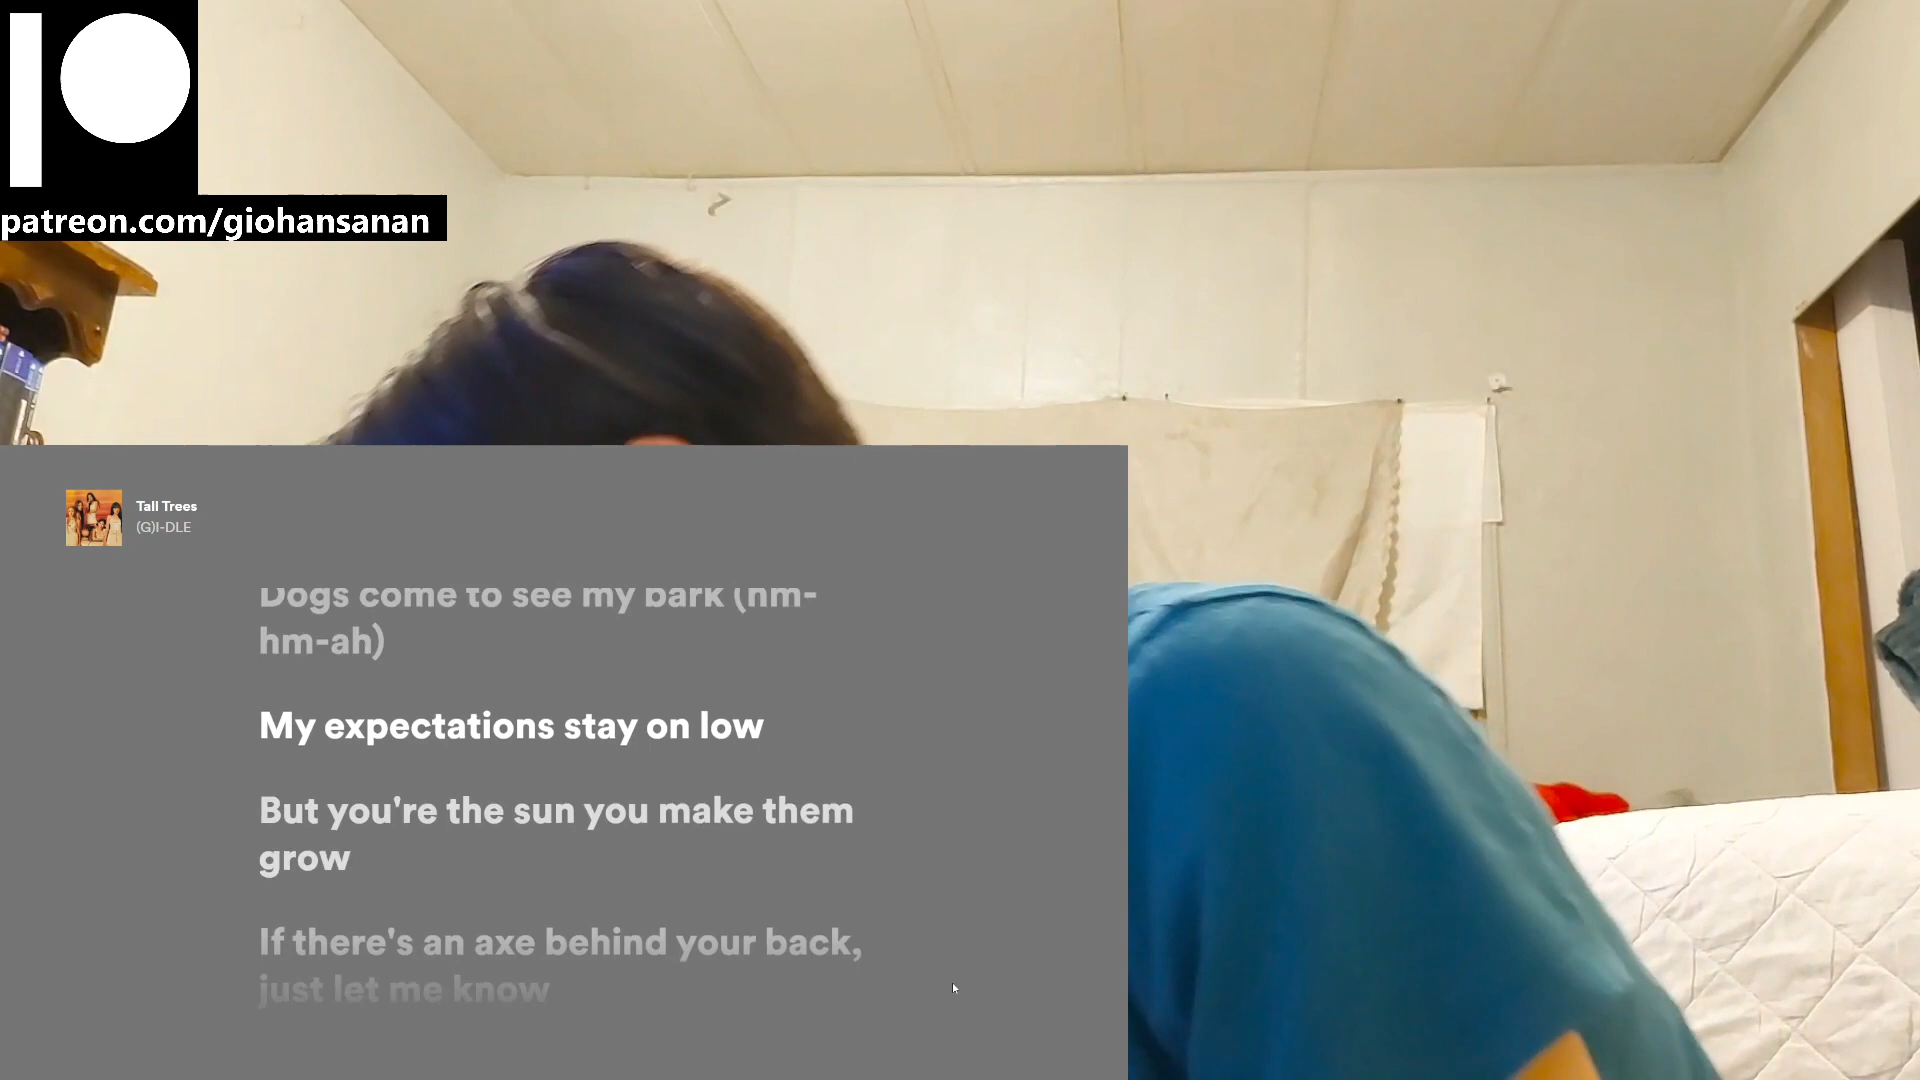 patreon.com/giohansanan
Tall Trees
(G)I-DLE
Dogs come to see my bark (hm-
hm-ah)
My expectations stay on low
But you're the sun you make them
grow
If there's an axe behind your back,
just let me know